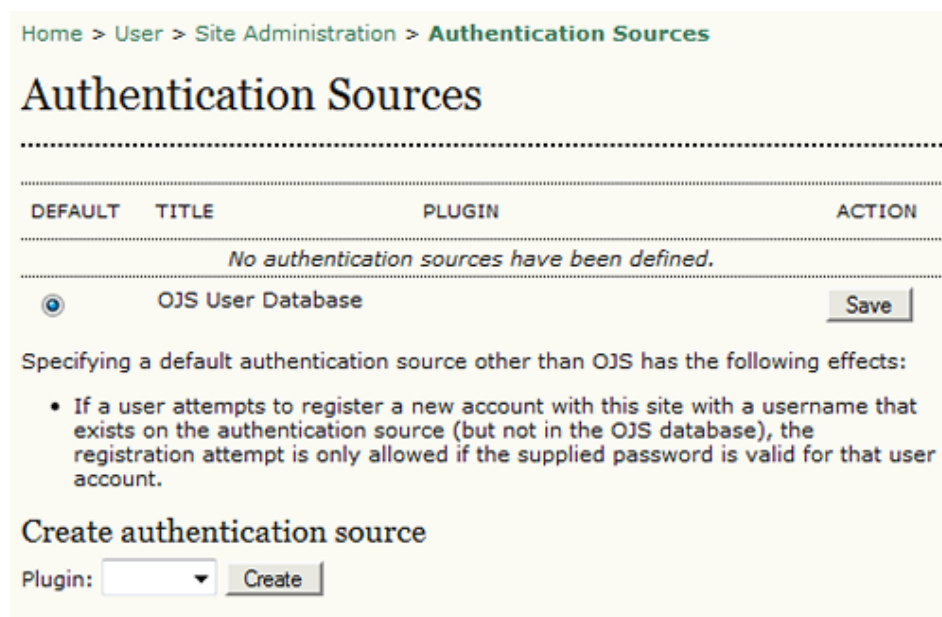 Home > User > Site Administration > Authentication Sources
Authentication Sources
DEFAULT TITLE PLUGIN ACTION
No authentication sources have been defined.
OJS User Database Save
Specifying a default authentication source other than OJS has the following effects:
• If a user attempts to register a new account with this site with a username that
exists on the authentication source (but not in the OJS database), the
registration attempt is only allowed if the supplied password is valid for that user
account.
Create authentication source
Plugin: Create